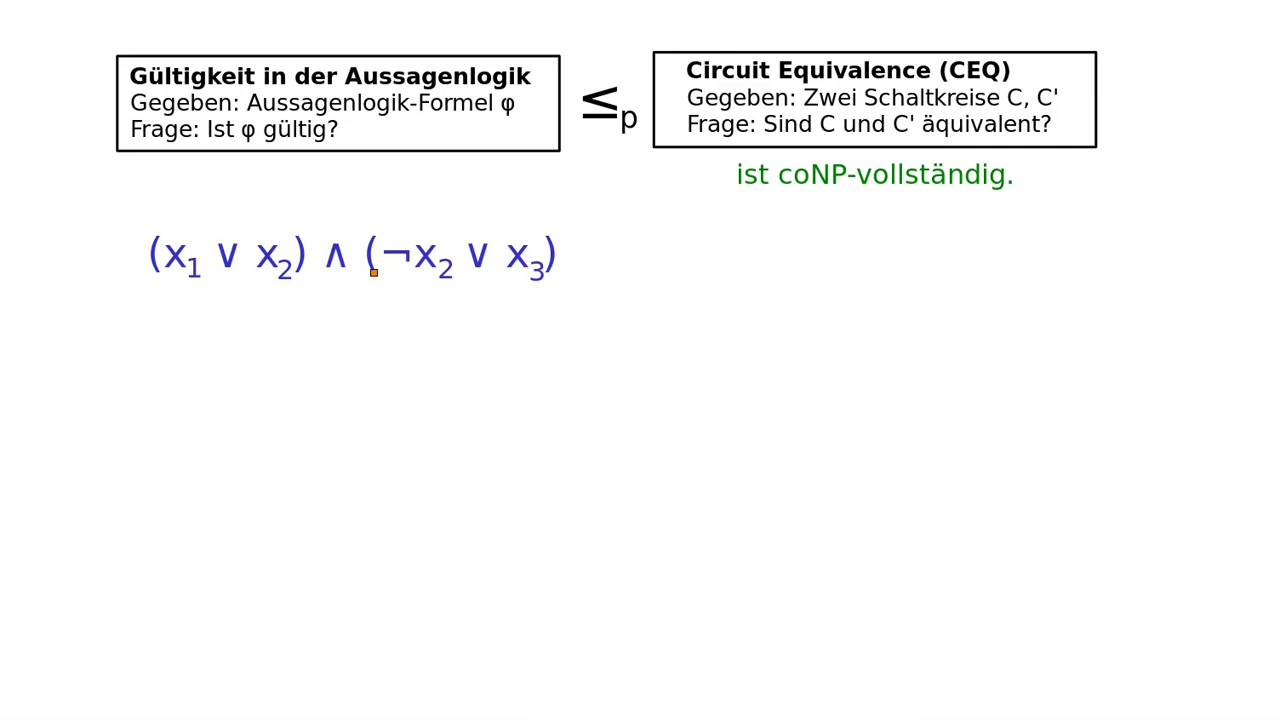 Gültigkeit in der Aussagenlogik
Gegeben: Aussagenlogik-Formel φ
Frage: Ist φ gültig?
≤p
Circuit Equivalence (CEQ)
Gegeben: Zwei Schaltkreise C, C'
Frage: Sind C und C' äquivalent?
ist coNP-vollständig.
(x₁ ∨ x₂) ∧ (¬x₂ ∨ x₃)